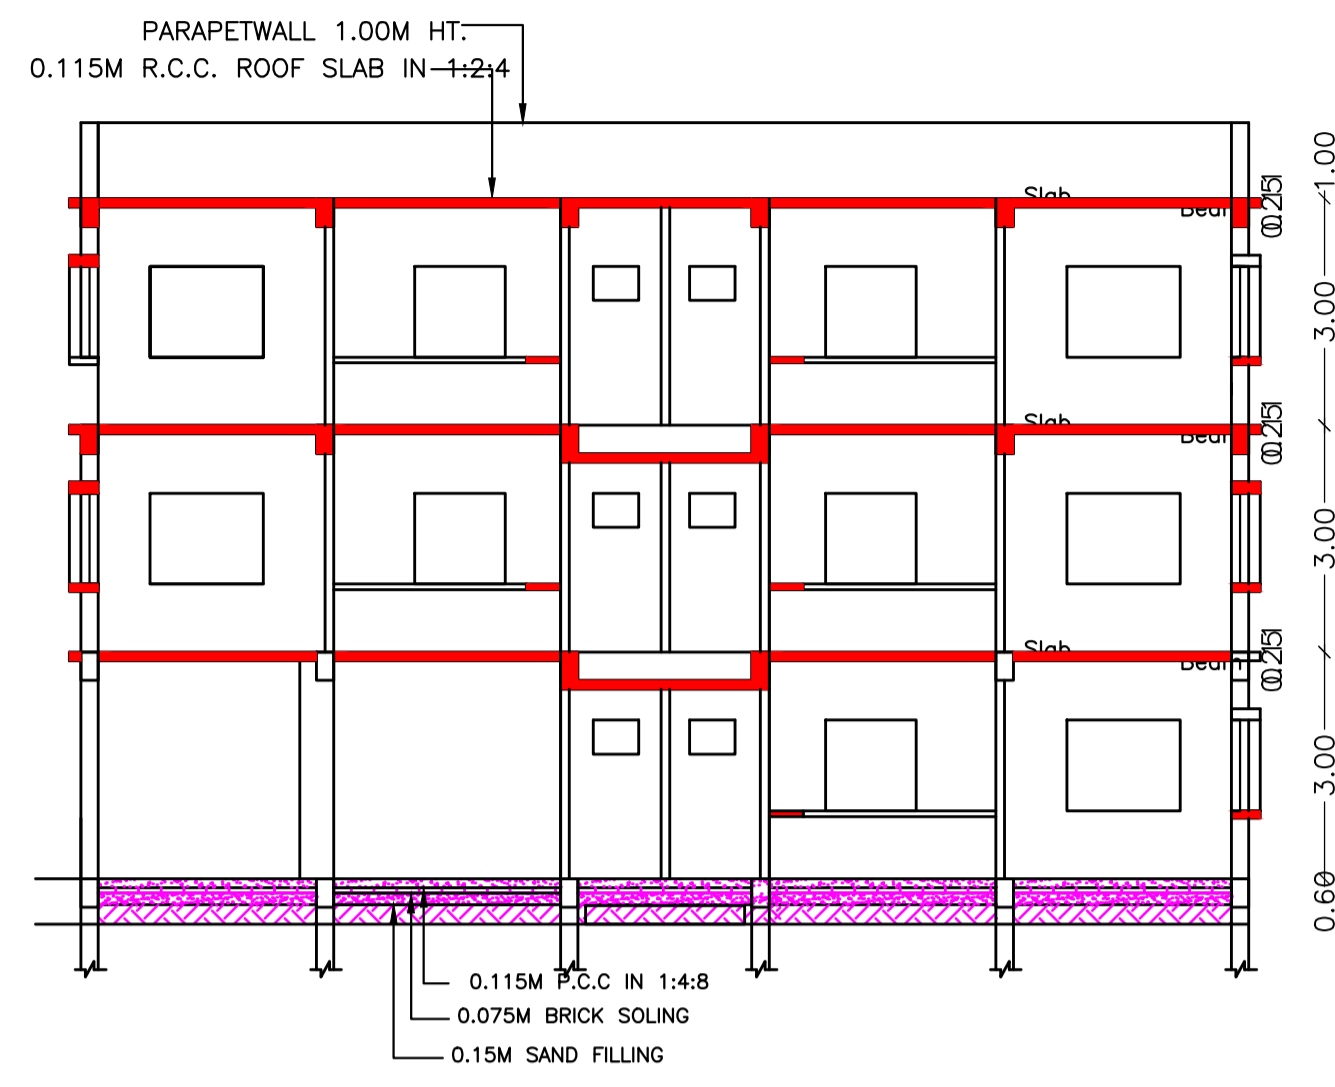 PARAPETWALL 1.00M HT.
0.115M R.C.C. ROOF SLAB IN 1:2:4
1.00
Slab
3.00
Slab
3.00
Slab
3.00
0.60
0.115M P.C.C IN 1:4:8
0.075M BRICK SOLING
0.15M SAND FILLING